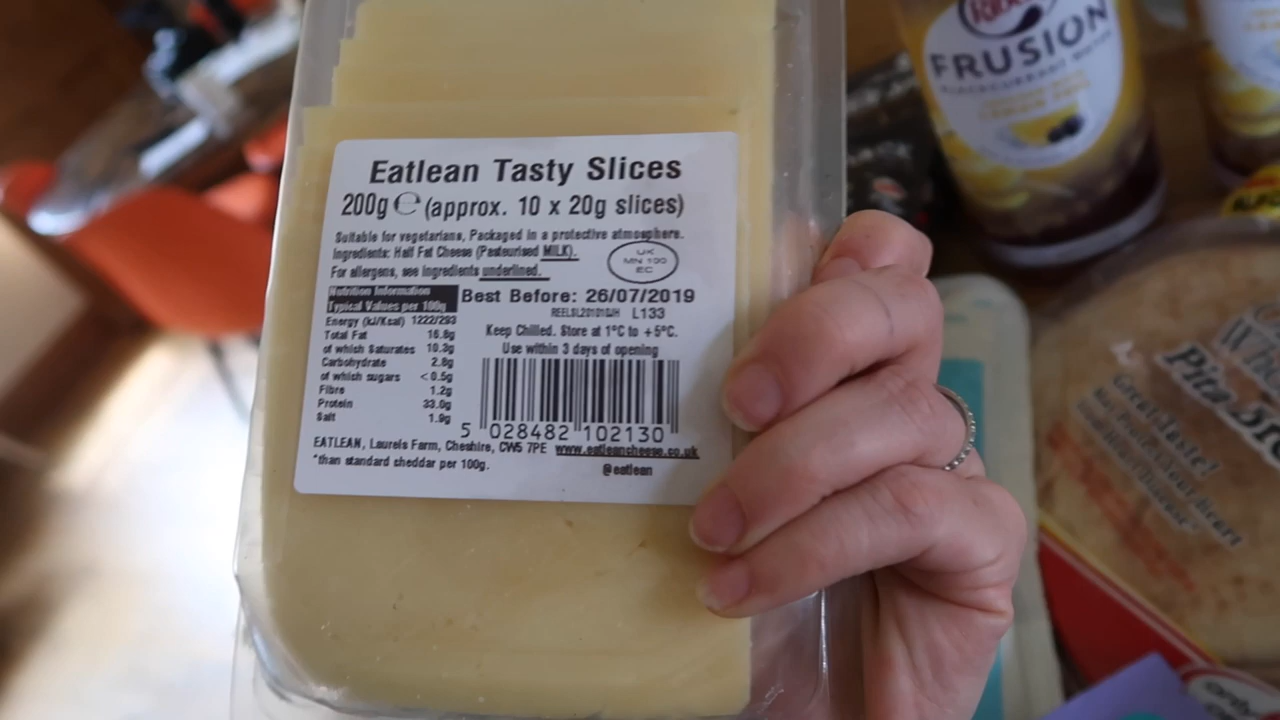 Eatlean Tasty Slices
200g ℮ (approx. 10 x 20g slices)
Suitable for vegetarians, Packaged in a protective atmosphere.
Ingredients: Half Fat Cheese (Pasteurised MILK).
For allergens, see ingredients underlined.
UK
MN 100
EC
Nutrition Information
Typical Values per 100g
Energy (kJ/Kcal) 1222/293
Total Fat 16.8g
of which Saturates 10.3g
Carbohydrate 2.8g
of which sugars <0.5g
Fibre 1.2g
Protein 33.0g
Salt 1.9g
Best Before: 26/07/2019
L133
Keep Chilled. Store at 1°C to +5°C.
Use within 3 days of opening
5 028482 102130
EATLEAN, Laurels Farm, Cheshire, CW5 7PE www.eatleancheese.co.uk
*than standard cheddar per 100g.
@eatlean
FRUSION
Pita Bre
Great taste!